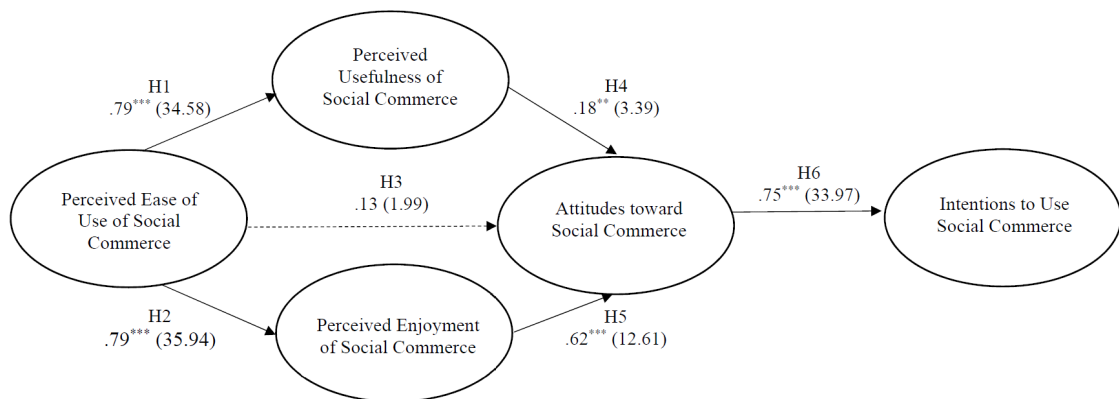 Perceived
Usefulness of
Social Commerce
H1
.79*** (34.58)
H4
.18** (3.39)
Perceived Ease of
Use of Social
Commerce
H3
.13 (1.99)
Attitudes toward
Social Commerce
H6
.75*** (33.97)
Intentions to Use
Social Commerce
H2
.79*** (35.94)
Perceived Enjoyment
of Social Commerce
H5
.62*** (12.61)